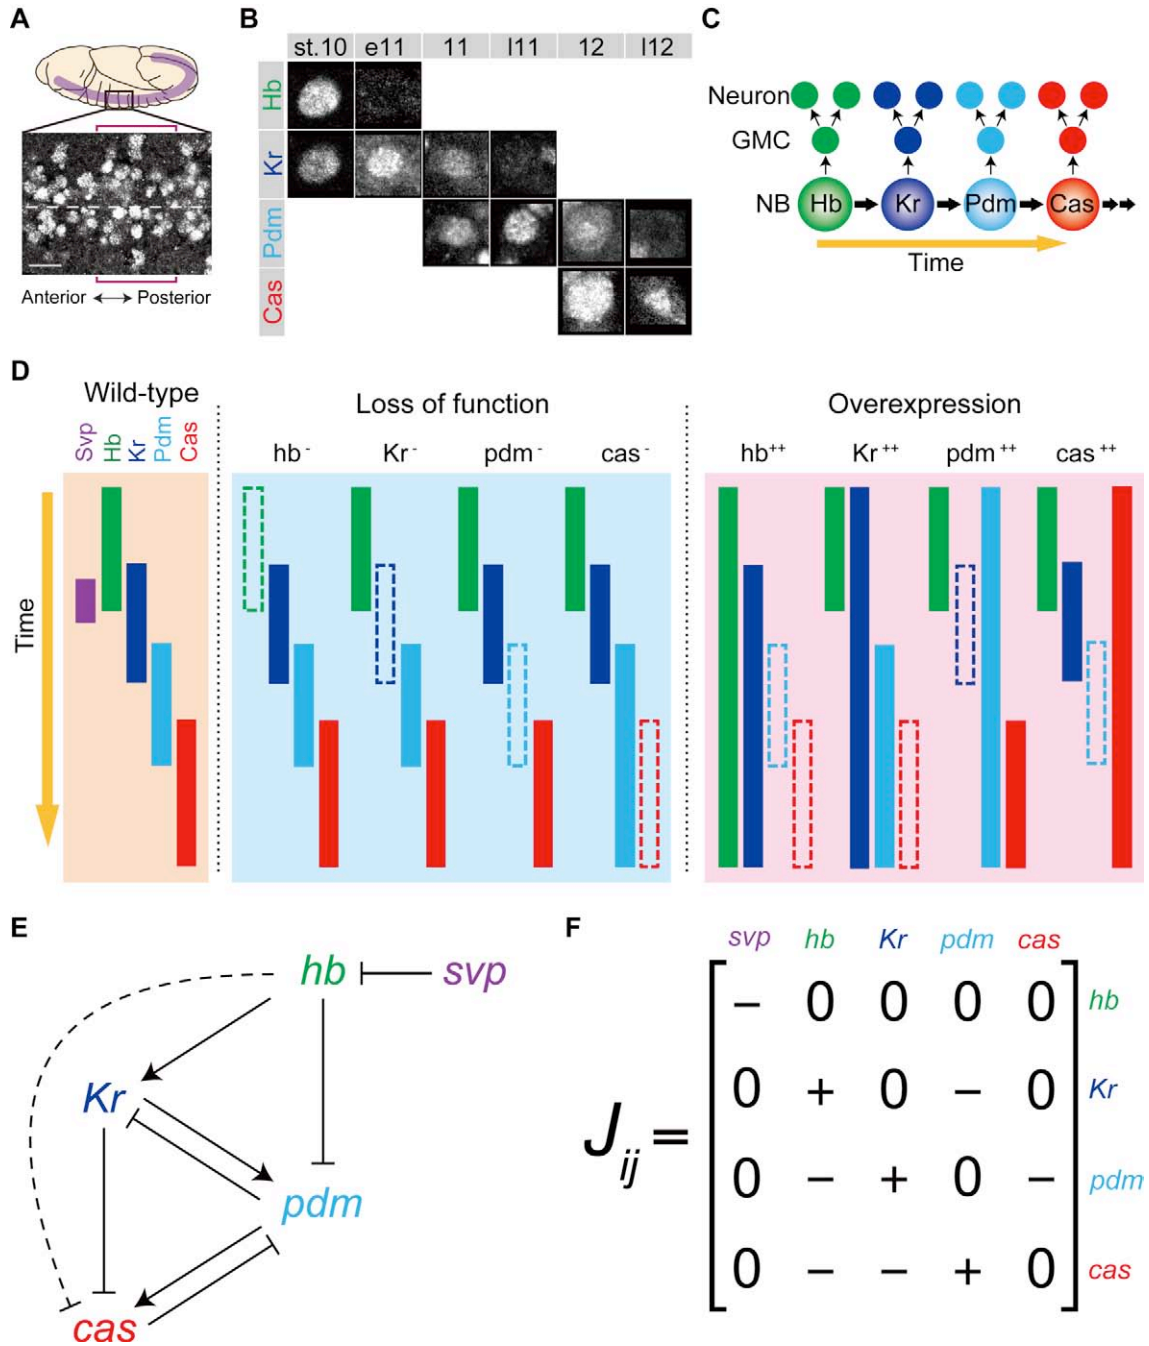 A
Anterior ↔ Posterior
B
st.10 e11 11 l11 12 l12
Hb
Kr
Pdm
Cas
C
Neuron
GMC
NB Hb Kr Pdm Cas
Time
D
Wild-type
Svp Hb Kr Pdm Cas
Loss of function
hb - Kr - pdm - cas -
Overexpression
hb++ Kr++ pdm++ cas++
Time
E
hb svp
Kr
pdm
cas
F
svp hb Kr pdm cas
− 0 0 0 0 hb
0 + 0 − 0 Kr
Jij =
0 − + 0 − pdm
0 − − + 0 cas